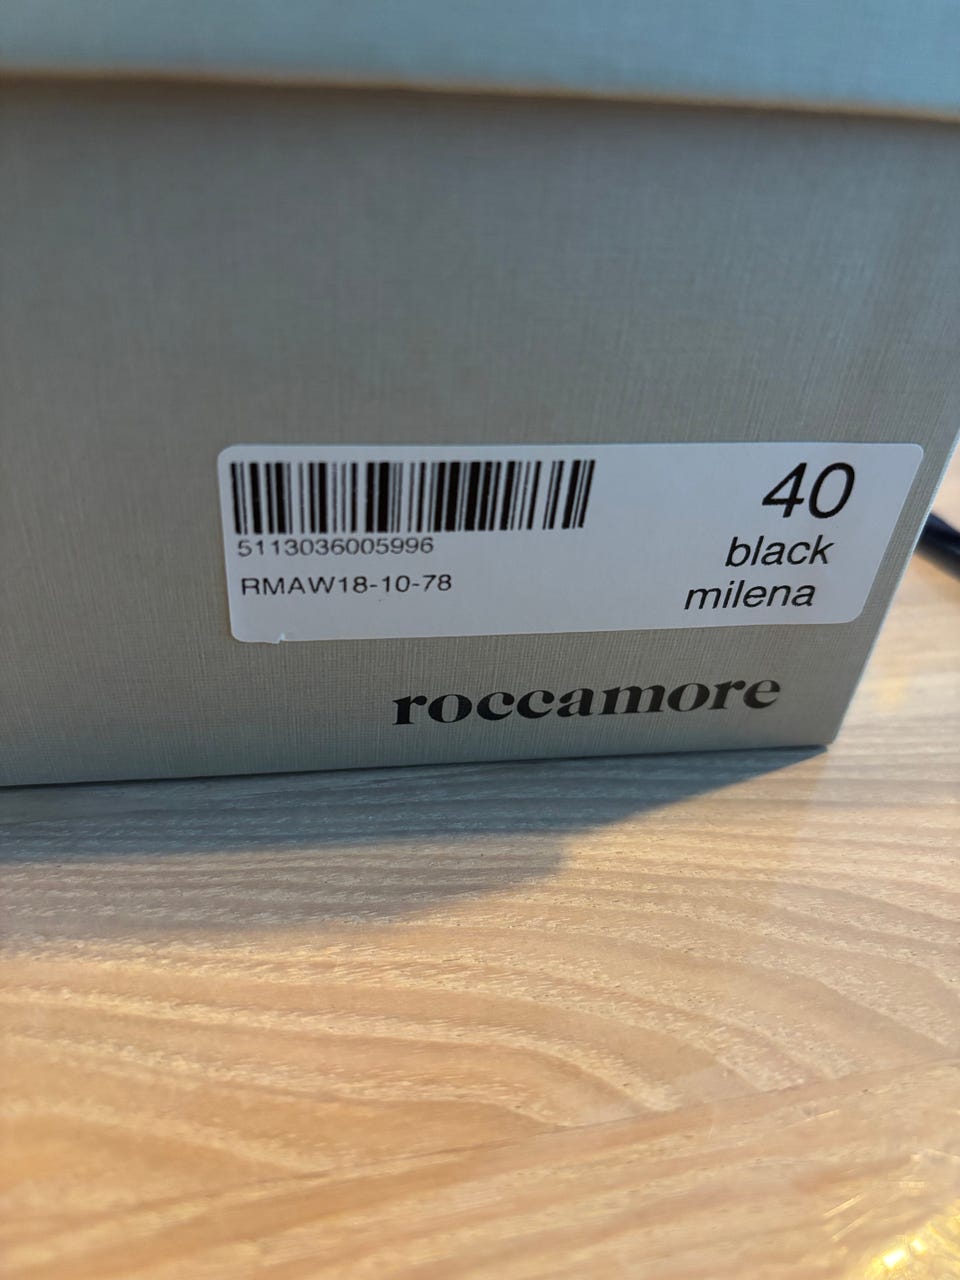 5113036005996
RMAW18-10-78
40
black
milena
roccamore